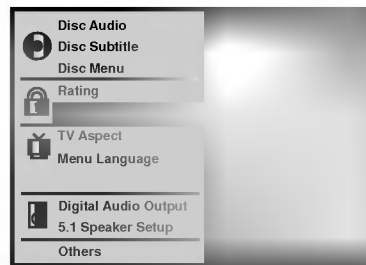 Disc Audio
Disc Subtitle
Disc Menu
Rating
TV Aspect
Menu Language
Digital Audio Output
5.1 Speaker Setup
Others